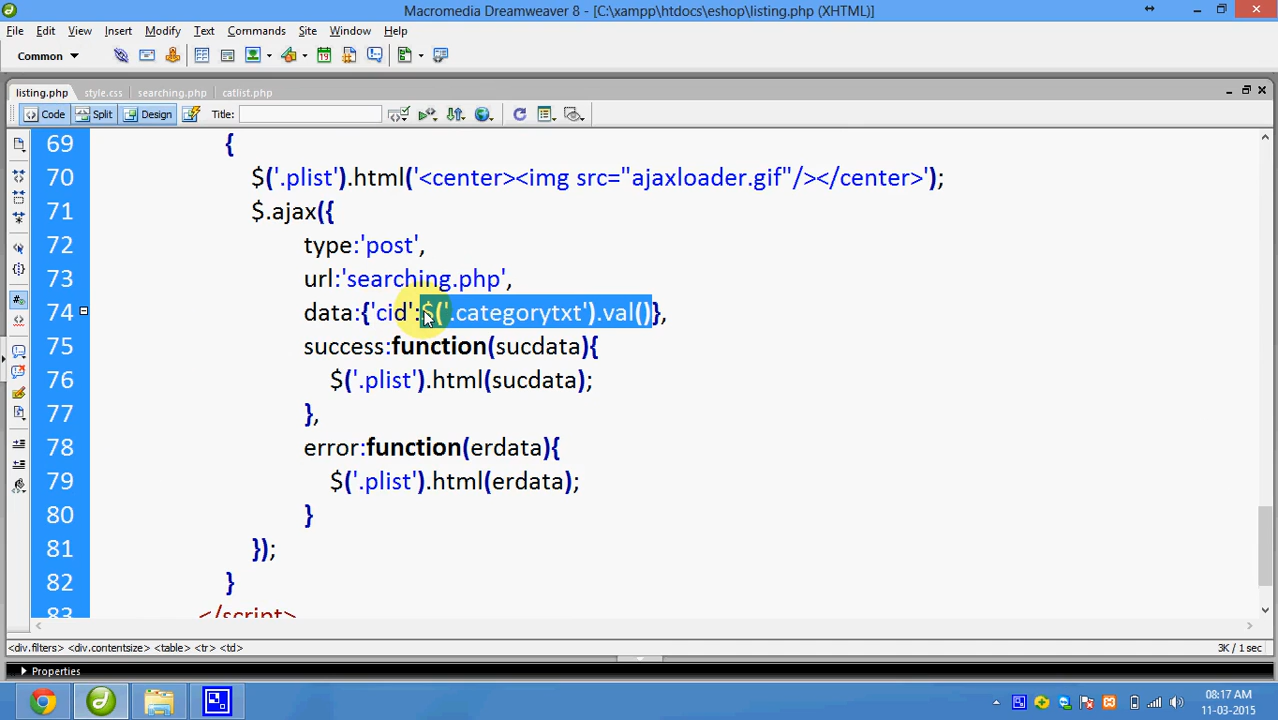 Macromedia Dreamweaver 8 - [C:\xampp\htdocs\eshop\listing.php (XHTML)]
File Edit View Insert Modify Text Commands Site Window Help
Common
listing.php style.css searching.php catlist.php
Code Split Design Title:
69 {
70 $('.plist').html('<center><img src="ajaxloader.gif"/></center>');
71 $.ajax({
72 type:'post',
73 url:'searching.php',
74 data:{'cid':$('.categorytxt').val()},
75 success:function(sucdata){
76 $('.plist').html(sucdata);
77 },
78 error:function(erdata){
79 $('.plist').html(erdata);
80 }
81 });
82 }
83 </script>
<div.filters> <div.contentsize> <table> <tr> <td> 3K / 1 sec
Properties
08:17 AM
11-03-2015